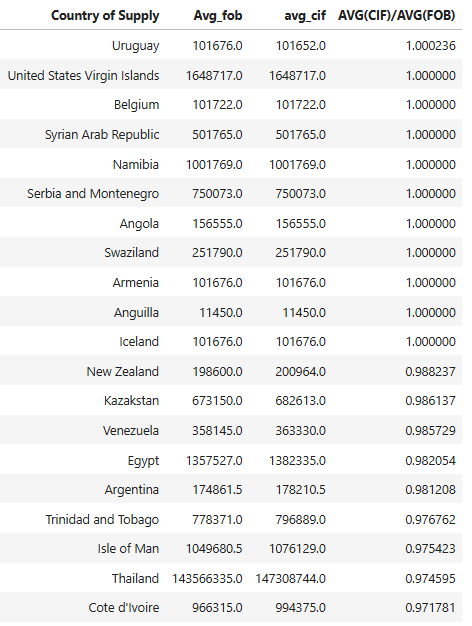 Country of Supply Avg_fob avg_cif AVG(CIF)/AVG(FOB)
Uruguay 101676.0 101652.0 1.000236
United States Virgin Islands 1648717.0 1648717.0 1.000000
Belgium 101722.0 101722.0 1.000000
Syrian Arab Republic 501765.0 501765.0 1.000000
Namibia 1001769.0 1001769.0 1.000000
Serbia and Montenegro 750073.0 750073.0 1.000000
Angola 156555.0 156555.0 1.000000
Swaziland 251790.0 251790.0 1.000000
Armenia 101676.0 101676.0 1.000000
Anguilla 11450.0 11450.0 1.000000
Iceland 101676.0 101676.0 1.000000
New Zealand 198600.0 200964.0 0.988237
Kazakstan 673150.0 682613.0 0.986137
Venezuela 358145.0 363330.0 0.985729
Egypt 1357527.0 1382335.0 0.982054
Argentina 174861.5 178210.5 0.981208
Trinidad and Tobago 778371.0 796889.0 0.976762
Isle of Man 1049680.5 1076129.0 0.975423
Thailand 143566335.0 147308744.0 0.974595
Cote d'Ivoire 966315.0 994375.0 0.971781